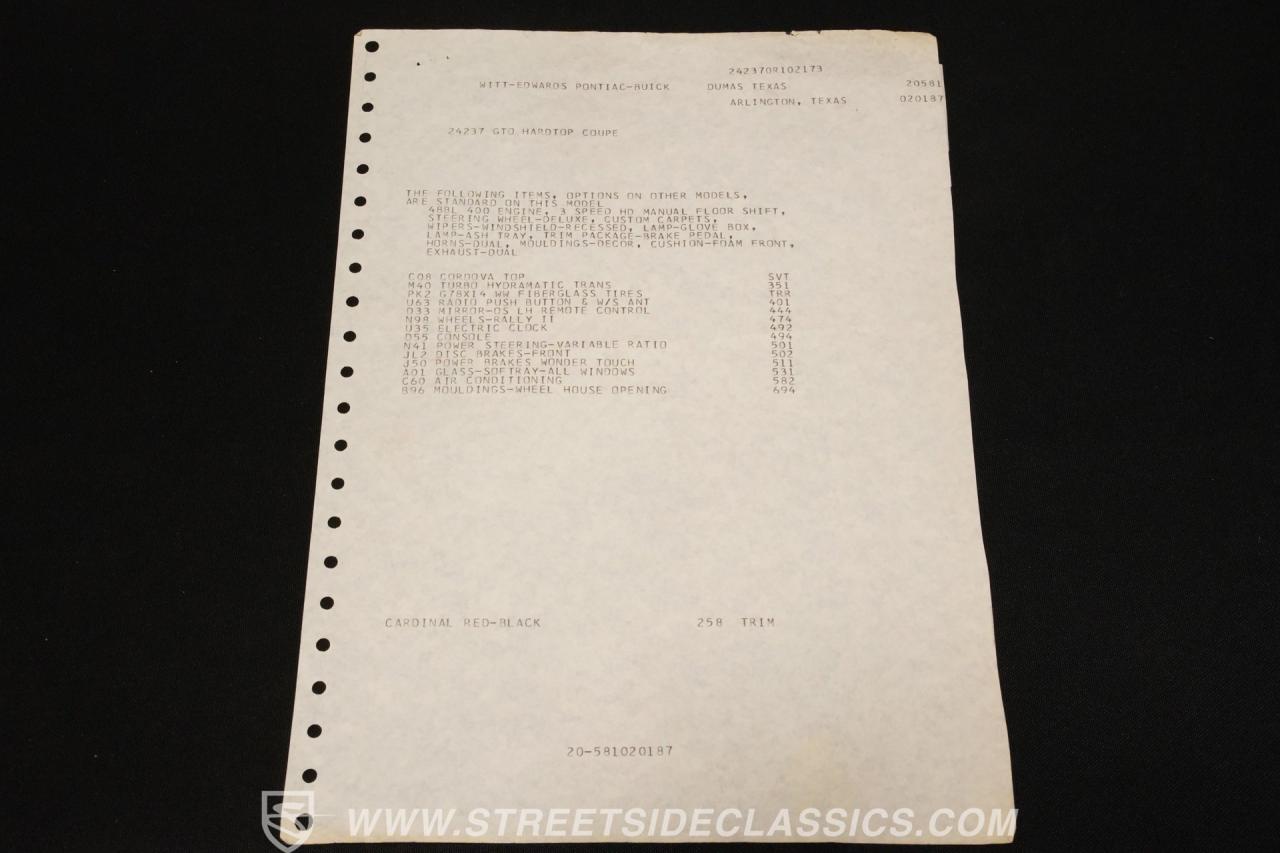 242370R102173
WITT-EDWARDS PONTIAC-BUICK DUMAS TEXAS 20581
ARLINGTON, TEXAS 020187
24237 GTO HARDTOP COUPE
THE FOLLOWING ITEMS, OPTIONS ON OTHER MODELS,
ARE STANDARD ON THIS MODEL
4BBL 400 ENGINE, 3 SPEED HD MANUAL FLOOR SHIFT,
STEERING WHEEL-DELUXE, CUSTOM CARPETS,
WIPERS-WINDSHIELD-RECESSED, LAMP-GLOVE BOX,
LAMP-ASH TRAY, TRIM PACKAGE-BRAKE PEDAL,
HORNS-DUAL, MOULDINGS-DECOR, CUSHION-FOAM FRONT,
EXHAUST-DUAL
C08 CORDOVA TOP SVT
M40 TURBO HYDRAMATIC TRANS 351
PK2 G78X14 WW FIBERGLASS TIRES TRR
U63 RADIO PUSH BUTTON & W/S ANT 401
D33 MIRROR-OS LH REMOTE CONTROL 444
N98 WHEELS-RALLY II 474
U35 ELECTRIC CLOCK 492
D55 CONSOLE 494
N41 POWER STEERING-VARIABLE RATIO 501
JL2 DISC BRAKES-FRONT 502
J50 POWER BRAKES WONDER TOUCH 511
A01 GLASS-SOFTRAY-ALL WINDOWS 531
C60 AIR CONDITIONING 582
B96 MOULDINGS-WHEEL HOUSE OPENING 694
CARDINAL RED-BLACK 258 TRIM
20-581020187
WWW.STREETSIDECLASSICS.COM